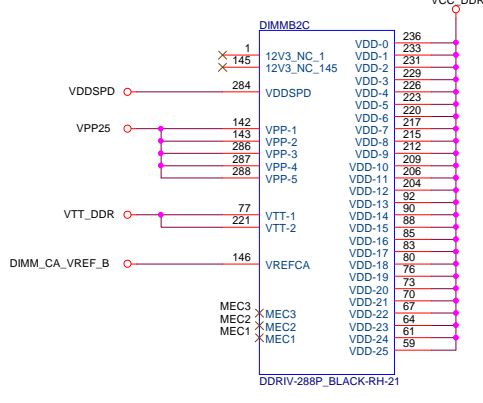 VCC_DDR
DIMMB2C
1 12V3_NC_1
145 12V3_NC_145
VDDSPD 284 VDDSPD
VPP25 142 VPP-1
143 VPP-2
286 VPP-3
287 VPP-4
288 VPP-5
VTT_DDR 77 VTT-1
221 VTT-2
DIMM_CA_VREF_B 146 VREFCA
MEC3 MEC3
MEC2 MEC2
MEC1 MEC1
VDD-0 236
VDD-1 233
VDD-2 231
VDD-3 229
VDD-4 226
VDD-5 223
VDD-6 220
VDD-7 217
VDD-8 215
VDD-9 212
VDD-10 209
VDD-11 206
VDD-12 204
VDD-13 92
VDD-14 90
VDD-15 88
VDD-16 85
VDD-17 83
VDD-18 80
VDD-19 76
VDD-20 73
VDD-21 70
VDD-22 67
VDD-23 64
VDD-24 61
VDD-25 59
DDRIV-288P_BLACK-RH-21